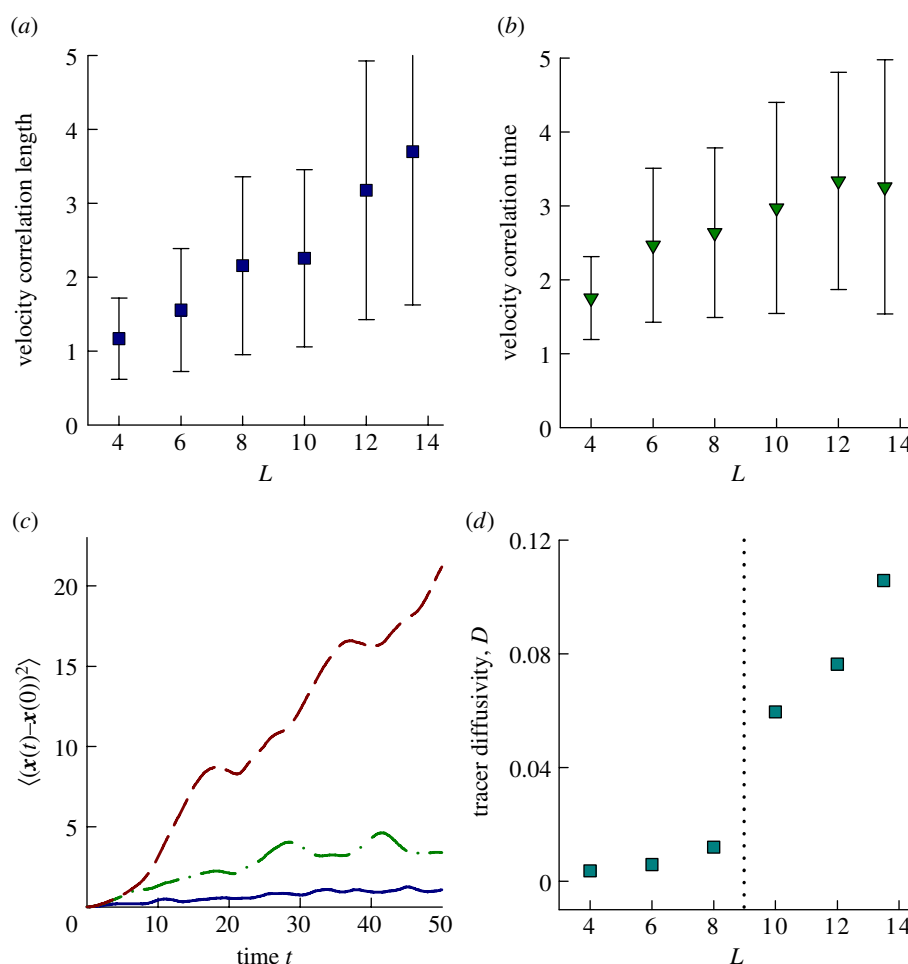 (a)
velocity correlation length
5
4
3
2
1
0
4 6 8 10 12 14
L
(b)
velocity correlation time
5
4
3
2
1
0
4 6 8 10 12 14
L
(c)
⟨(x(t)–x(0))²⟩
20
15
10
5
0 10 20 30 40 50
time t
(d)
tracer diffusivity, D
0.12
0.08
0.04
0
4 6 8 10 12 14
L